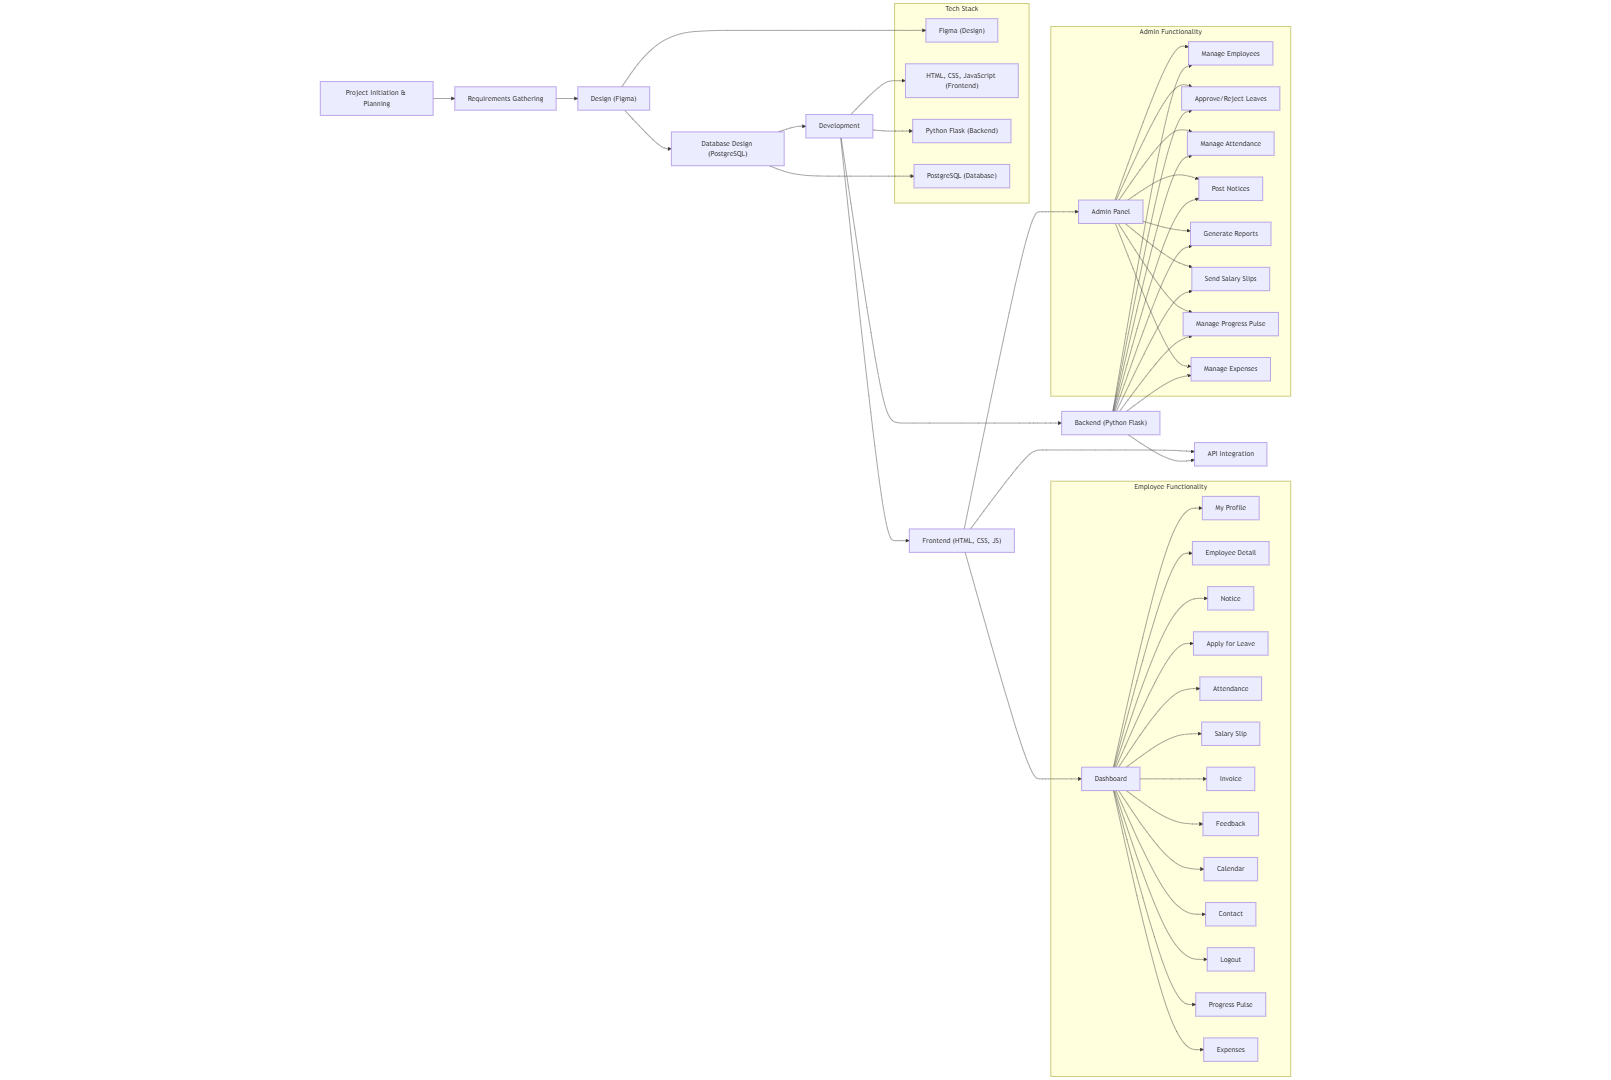 Project Initiation &
Planning
Requirements Gathering
Design (Figma)
Database Design
(PostgreSQL)
Development
Tech Stack
Figma (Design)
HTML, CSS, JavaScript
(Frontend)
Python Flask (Backend)
PostgreSQL (Database)
Admin Functionality
Admin Panel
Manage Employees
Approve/Reject Leaves
Manage Attendance
Post Notices
Generate Reports
Send Salary Slips
Manage Progress Pulse
Manage Expenses
Backend (Python Flask)
API Integration
Frontend (HTML, CSS, JS)
Employee Functionality
Dashboard
My Profile
Employee Detail
Notice
Apply for Leave
Attendance
Salary Slip
Invoice
Feedback
Calendar
Contact
Logout
Progress Pulse
Expenses